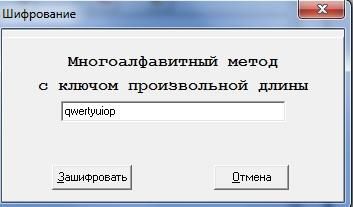 Шифрование
Многоалфавитный метод
с ключом произвольной длины
qwertyuiop
Зашифровать
Отмена